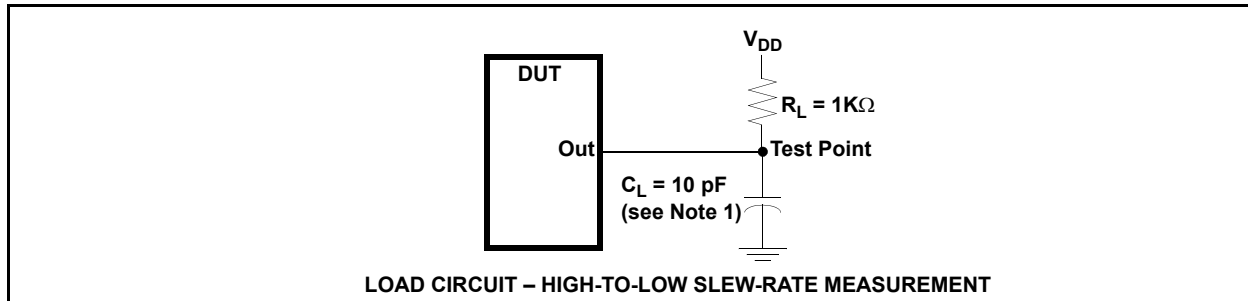 V_DD
DUT
R_L = 1KΩ
Out
Test Point
C_L = 10 pF
(see Note 1)
LOAD CIRCUIT – HIGH-TO-LOW SLEW-RATE MEASUREMENT